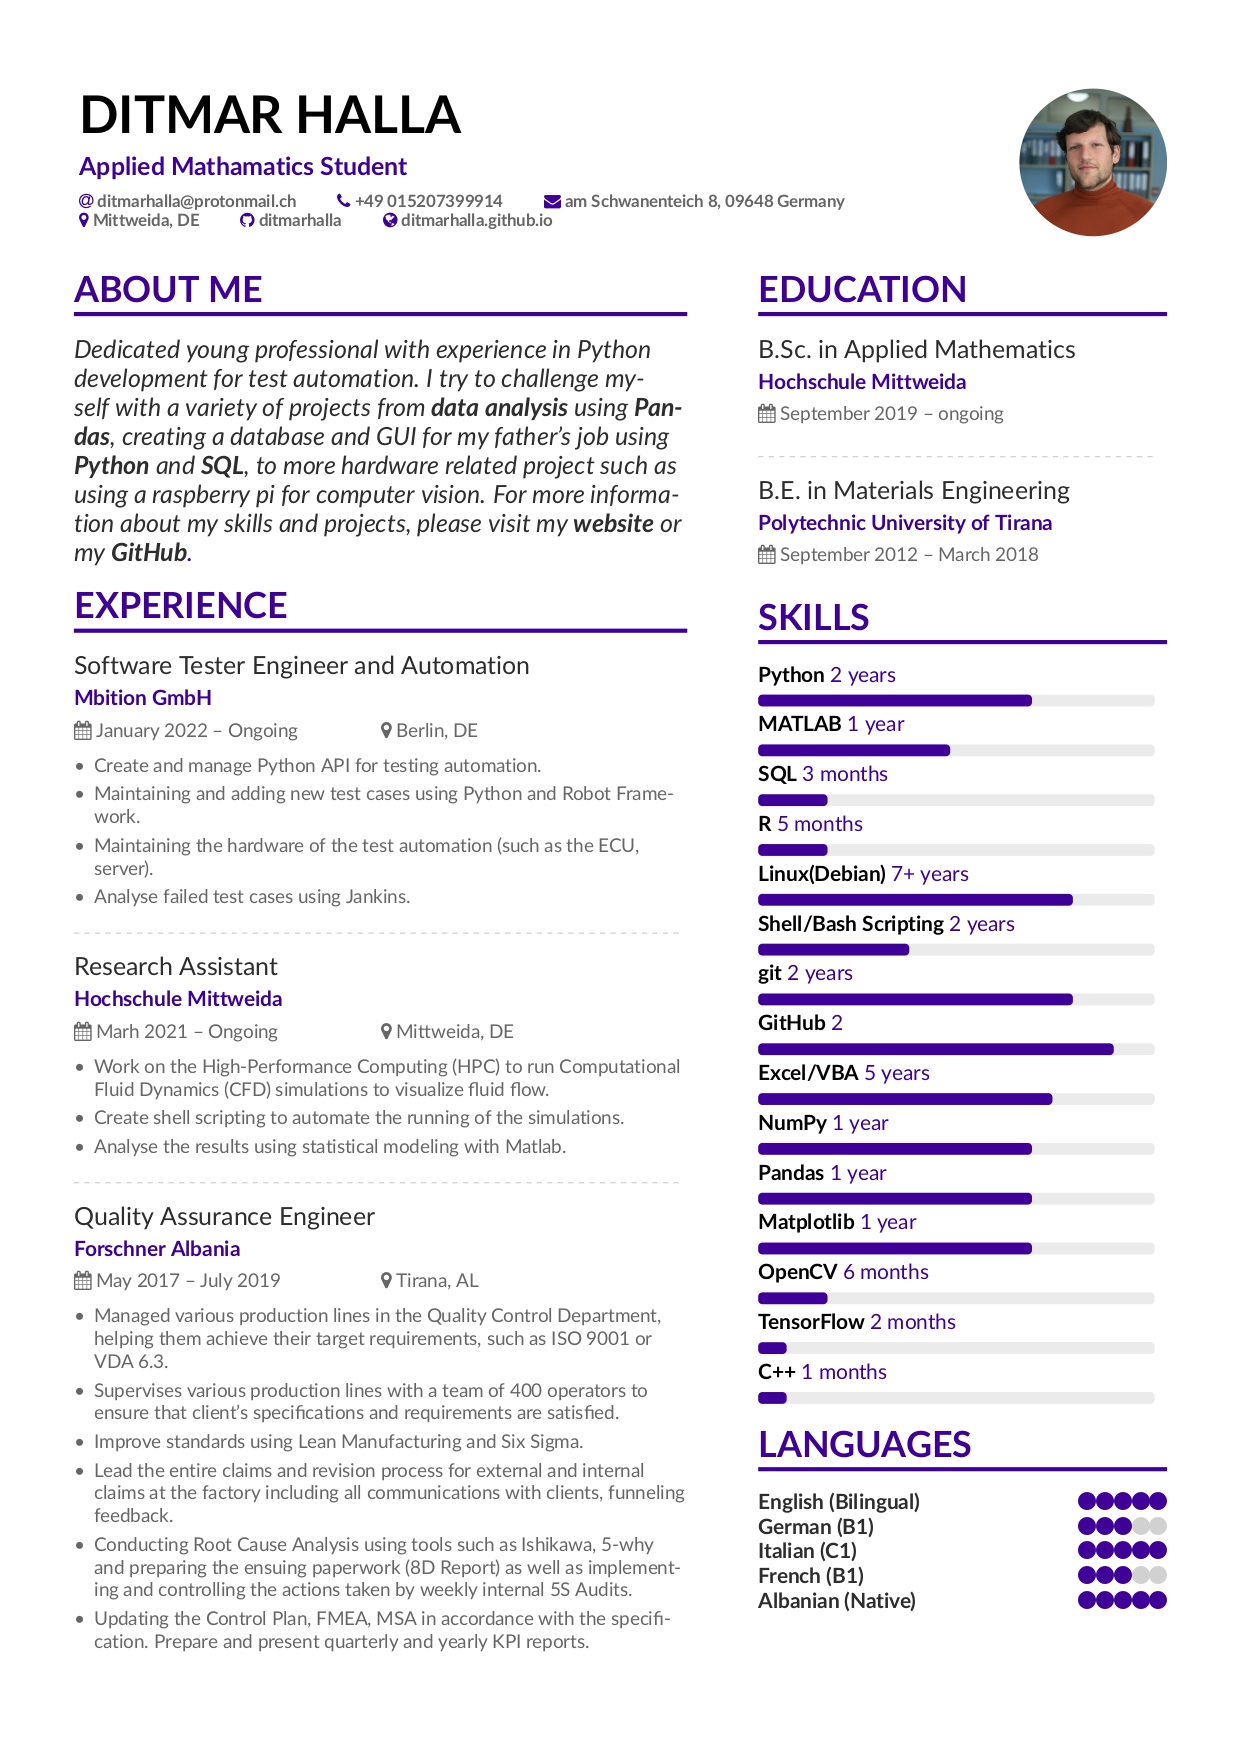 DITMAR HALLA
Applied Mathamatics Student
ditmarhalla@protonmail.ch +49 015207399914 am Schwanenteich 8, 09648 Germany
Mittweida, DE ditmarhalla ditmarhalla.github.io
ABOUT ME
Dedicated young professional with experience in Python
development for test automation. I try to challenge my-
self with a variety of projects from data analysis using Pan-
das, creating a database and GUI for my father's job using
Python and SQL, to more hardware related project such as
using a raspberry pi for computer vision. For more informa-
tion about my skills and projects, please visit my website or
my GitHub.
EXPERIENCE
Software Tester Engineer and Automation
Mbition GmbH
January 2022 – Ongoing Berlin, DE
• Create and manage Python API for testing automation.
• Maintaining and adding new test cases using Python and Robot Frame-
work.
• Maintaining the hardware of the test automation (such as the ECU,
server).
• Analyse failed test cases using Jankins.
Research Assistant
Hochschule Mittweida
Marh 2021 – Ongoing Mittweida, DE
• Work on the High-Performance Computing (HPC) to run Computational
Fluid Dynamics (CFD) simulations to visualize fluid flow.
• Create shell scripting to automate the running of the simulations.
• Analyse the results using statistical modeling with Matlab.
Quality Assurance Engineer
Forschner Albania
May 2017 – July 2019 Tirana, AL
• Managed various production lines in the Quality Control Department,
helping them achieve their target requirements, such as ISO 9001 or
VDA 6.3.
• Supervises various production lines with a team of 400 operators to
ensure that client's specifications and requirements are satisfied.
• Improve standards using Lean Manufacturing and Six Sigma.
• Lead the entire claims and revision process for external and internal
claims at the factory including all communications with clients, funneling
feedback.
• Conducting Root Cause Analysis using tools such as Ishikawa, 5-why
and preparing the ensuing paperwork (8D Report) as well as implement-
ing and controlling the actions taken by weekly internal 5S Audits.
• Updating the Control Plan, FMEA, MSA in accordance with the specifi-
cation. Prepare and present quarterly and yearly KPI reports.
EDUCATION
B.Sc. in Applied Mathematics
Hochschule Mittweida
September 2019 – ongoing
B.E. in Materials Engineering
Polytechnic University of Tirana
September 2012 – March 2018
SKILLS
Python 2 years
MATLAB 1 year
SQL 3 months
R 5 months
Linux(Debian) 7+ years
Shell/Bash Scripting 2 years
git 2 years
GitHub 2
Excel/VBA 5 years
NumPy 1 year
Pandas 1 year
Matplotlib 1 year
OpenCV 6 months
TensorFlow 2 months
C++ 1 months
LANGUAGES
English (Bilingual)
German (B1)
Italian (C1)
French (B1)
Albanian (Native)